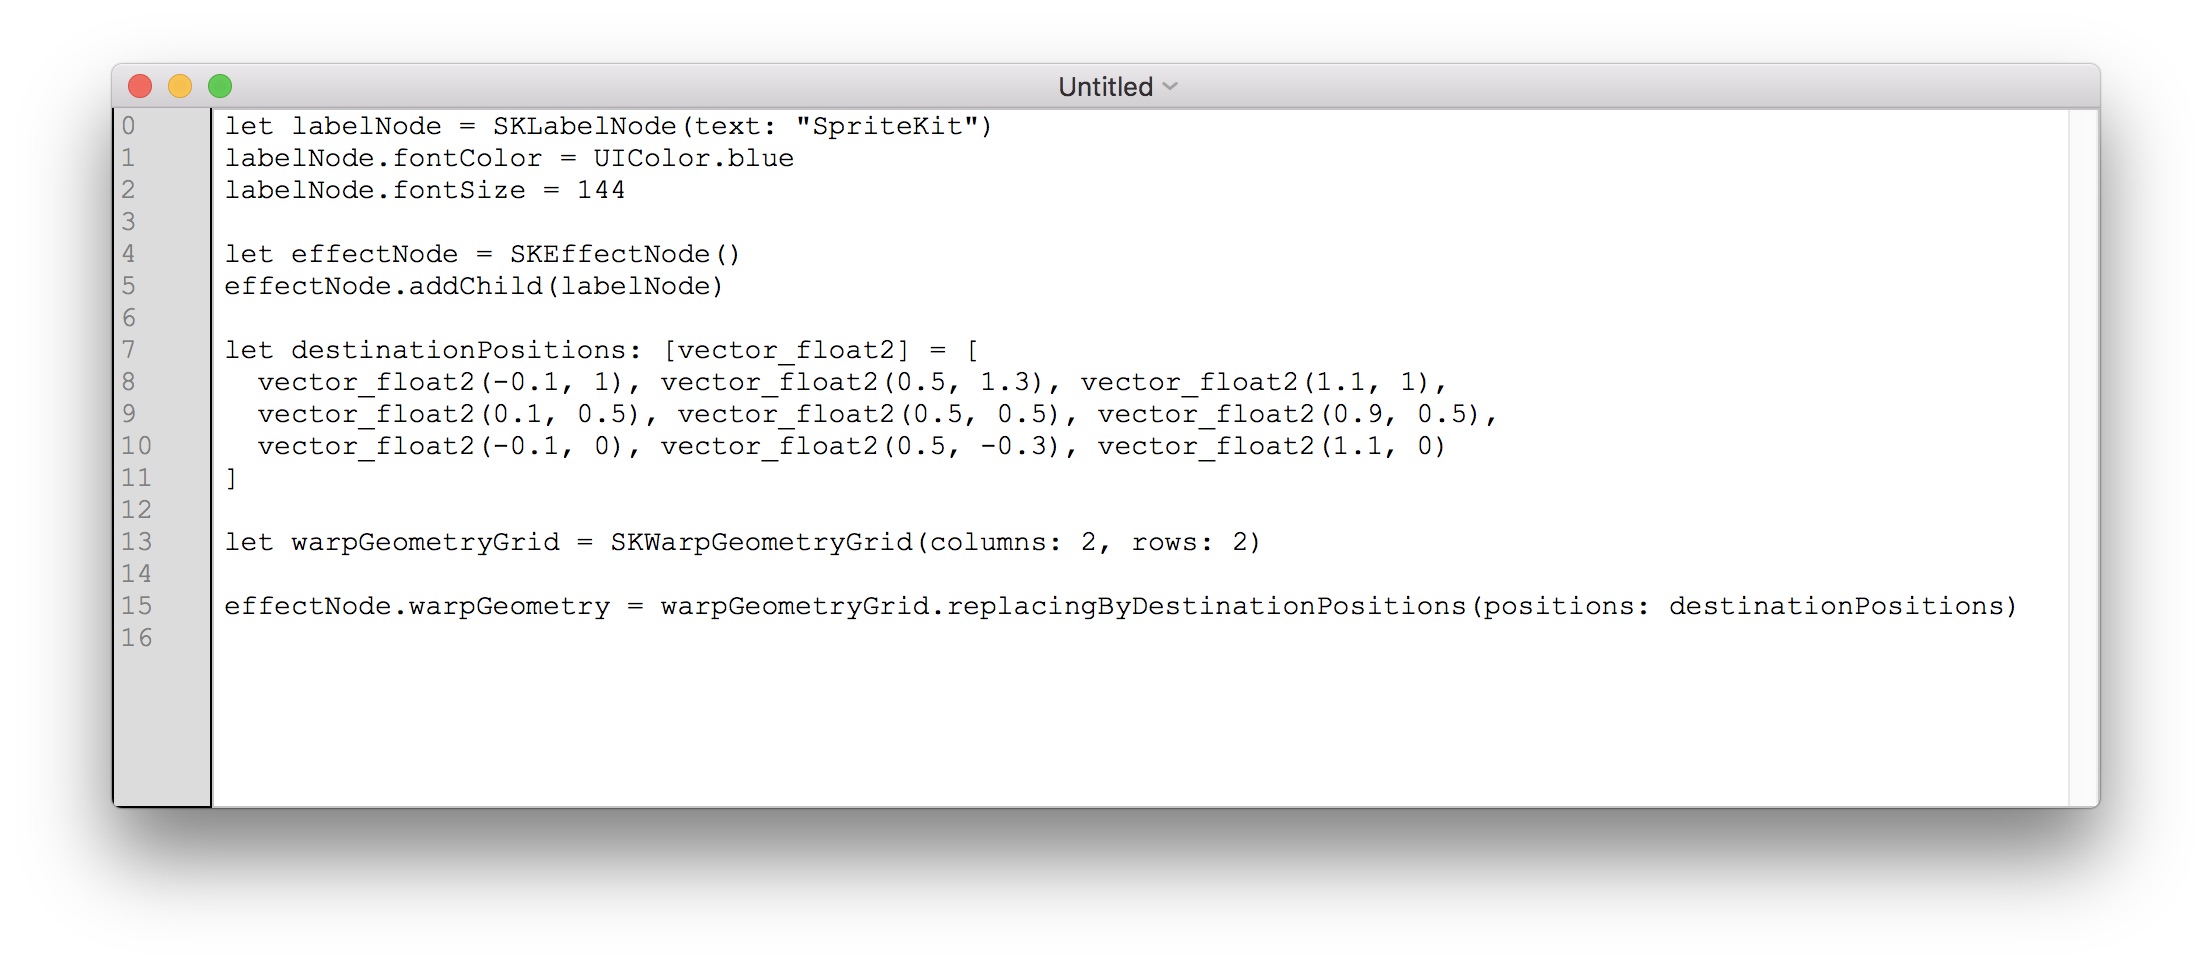 Untitled
0 let labelNode = SKLabelNode(text: "SpriteKit")
1 labelNode.fontColor = UIColor.blue
2 labelNode.fontSize = 144
3
4 let effectNode = SKEffectNode()
5 effectNode.addChild(labelNode)
6
7 let destinationPositions: [vector_float2] = [
8   vector_float2(-0.1, 1), vector_float2(0.5, 1.3), vector_float2(1.1, 1),
9   vector_float2(0.1, 0.5), vector_float2(0.5, 0.5), vector_float2(0.9, 0.5),
10   vector_float2(-0.1, 0), vector_float2(0.5, -0.3), vector_float2(1.1, 0)
11 ]
12
13 let warpGeometryGrid = SKWarpGeometryGrid(columns: 2, rows: 2)
14
15 effectNode.warpGeometry = warpGeometryGrid.replacingByDestinationPositions(positions: destinationPositions)
16